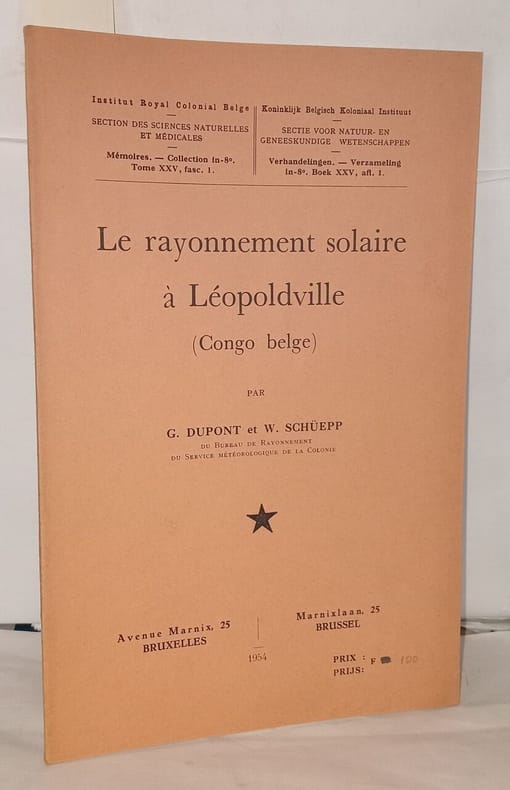 Institut Royal Colonial Belge
SECTION DES SCIENCES NATURELLES
ET MÉDICALES
Mémoires. — Collection in-8º.
Tome XXV, fasc. 1.
Koninklijk Belgisch Koloniaal Instituut
SECTIE VOOR NATUUR- EN
GENEESKUNDIGE WETENSCHAPPEN
Verhandelingen. — Verzameling
in-8º. Boek XXV, afl. 1.
Le rayonnement solaire
à Léopoldville
(Congo belge)
PAR
G. DUPONT et W. SCHÜEPP
DU BUREAU DE RAYONNEMENT
DU SERVICE MÉTÉOROLOGIQUE DE LA COLONIE
Avenue Marnix, 25
BRUXELLES
Marnixlaan, 25
BRUSSEL
1954
PRIX : F 100
PRIJS: